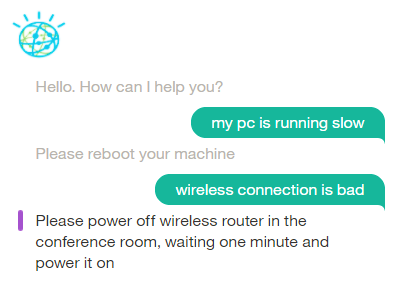 Hello. How can I help you?
my pc is running slow
Please reboot your machine
wireless connection is bad
Please power off wireless router in the
conference room, waiting one minute and
power it on